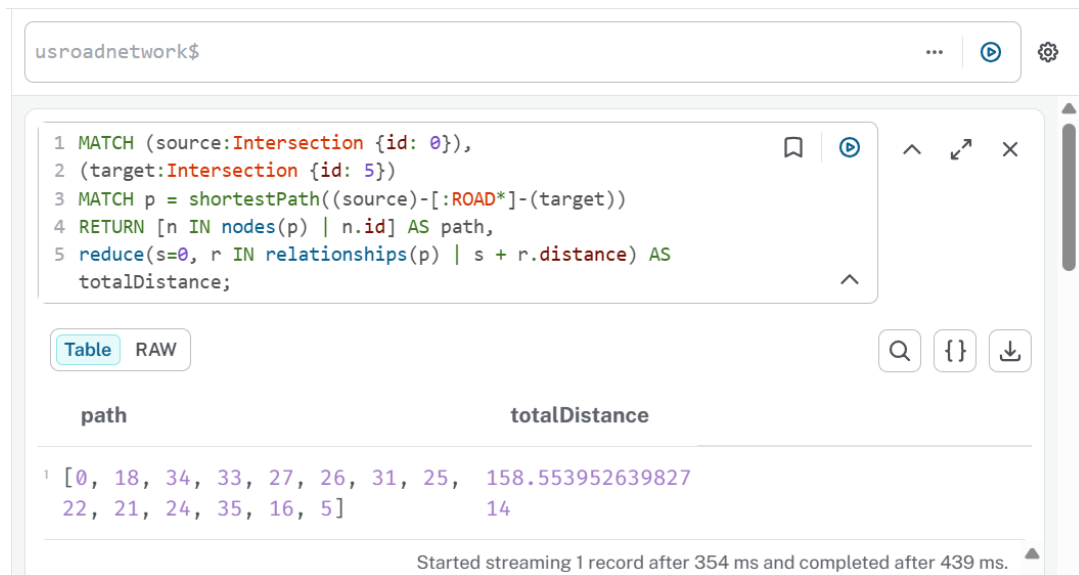 usroadnetwork$
1 MATCH (source:Intersection {id: 0}),
2 (target:Intersection {id: 5})
3 MATCH p = shortestPath((source)-[:ROAD*]-(target))
4 RETURN [n IN nodes(p) | n.id] AS path,
5 reduce(s=0, r IN relationships(p) | s + r.distance) AS
totalDistance;
Table RAW
path totalDistance
1 [0, 18, 34, 33, 27, 26, 31, 25, 158.553952639827
22, 21, 24, 35, 16, 5] 14
Started streaming 1 record after 354 ms and completed after 439 ms.